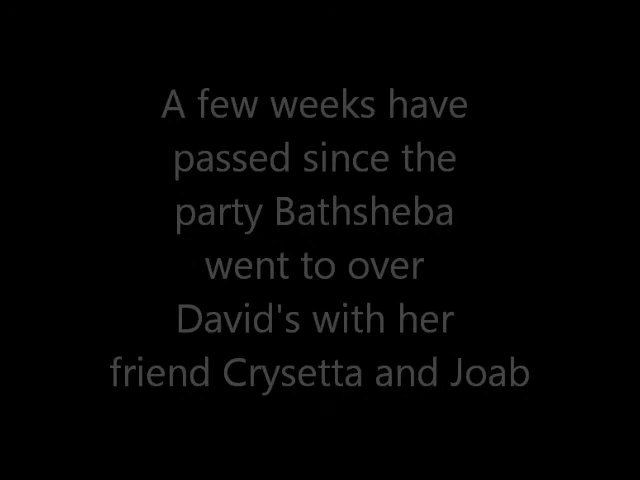 A few weeks have
passed since the
party Bathsheba
went to over
David's with her
friend Crysetta and Joab